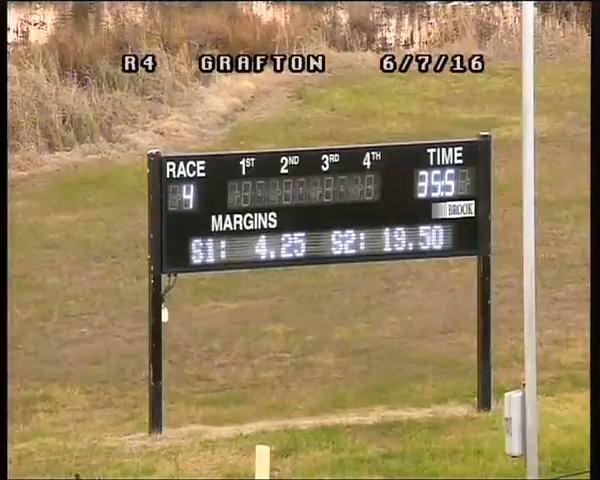 R4 GRAFTON 6/7/16
RACE 1ST 2ND 3RD 4TH TIME
4 35.5
BROOK
MARGINS
S1: 4.25 S2: 19.50